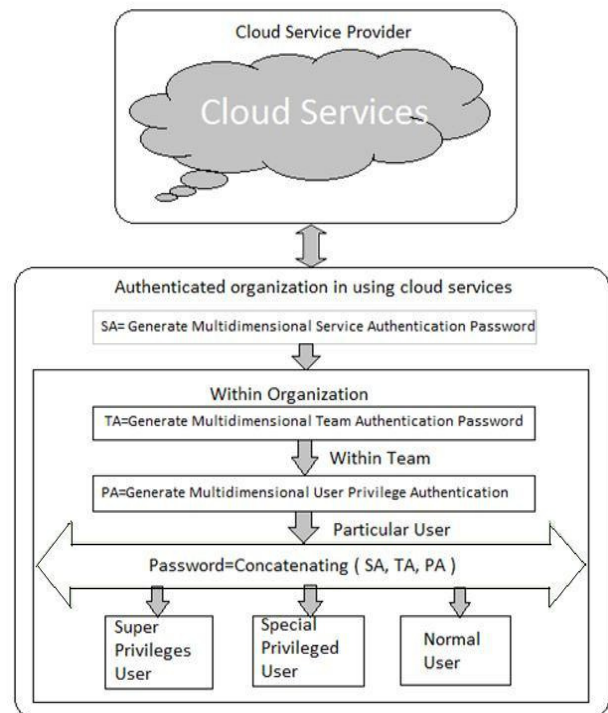 Cloud Service Provider
Cloud Services
Authenticated organization in using cloud services
SA= Generate Multidimensional Service Authentication Password
Within Organization
TA=Generate Multidimensional Team Authentication Password
Within Team
PA=Generate Multidimensional User Privilege Authentication
Particular User
Password=Concatenating ( SA, TA, PA )
Super
Privileges
User
Special
Privileged User
Normal
User